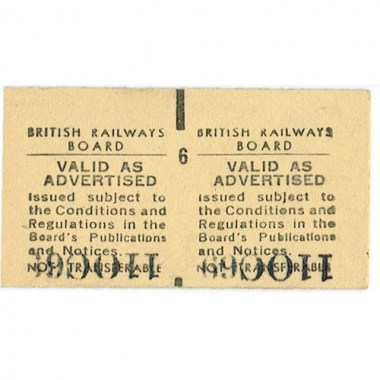 BRITISH RAILWAYS
BOARD
VALID AS
ADVERTISED
Issued subject to
the Conditions and
Regulations in the
Board's Publications
and Notices.
NOT TRANSFERABLE
6
BRITISH RAILWAYS
BOARD
VALID AS
ADVERTISED
Issued subject to
the Conditions and
Regulations in the
Board's Publications
and Notices.
NOT TRANSFERABLE